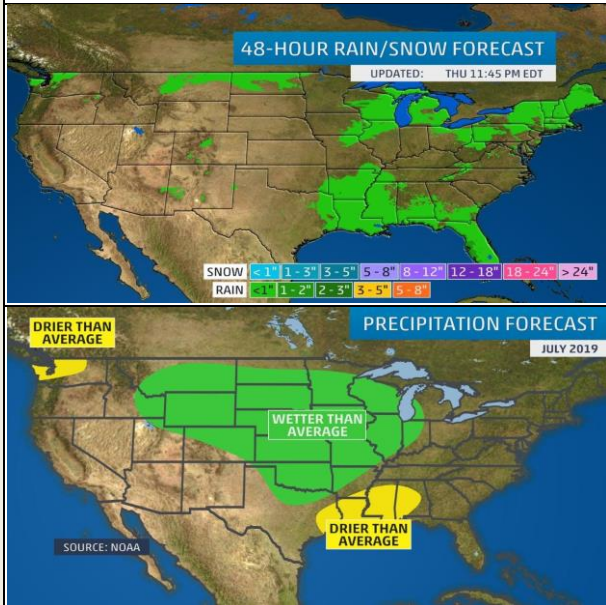 48-HOUR RAIN/SNOW FORECAST
UPDATED: THU 11:45 PM EDT
SNOW <1" 1 - 3" 3 - 5" 5 - 8" 8 - 12" 12 - 18" 18 - 24" > 24"
RAIN <1" 1 - 2" 2 - 3" 3 - 5" 5 - 8"
DRIER THAN
AVERAGE
PRECIPITATION FORECAST
JULY 2019
WETTER THAN
AVERAGE
DRIER THAN
AVERAGE
SOURCE: NOAA